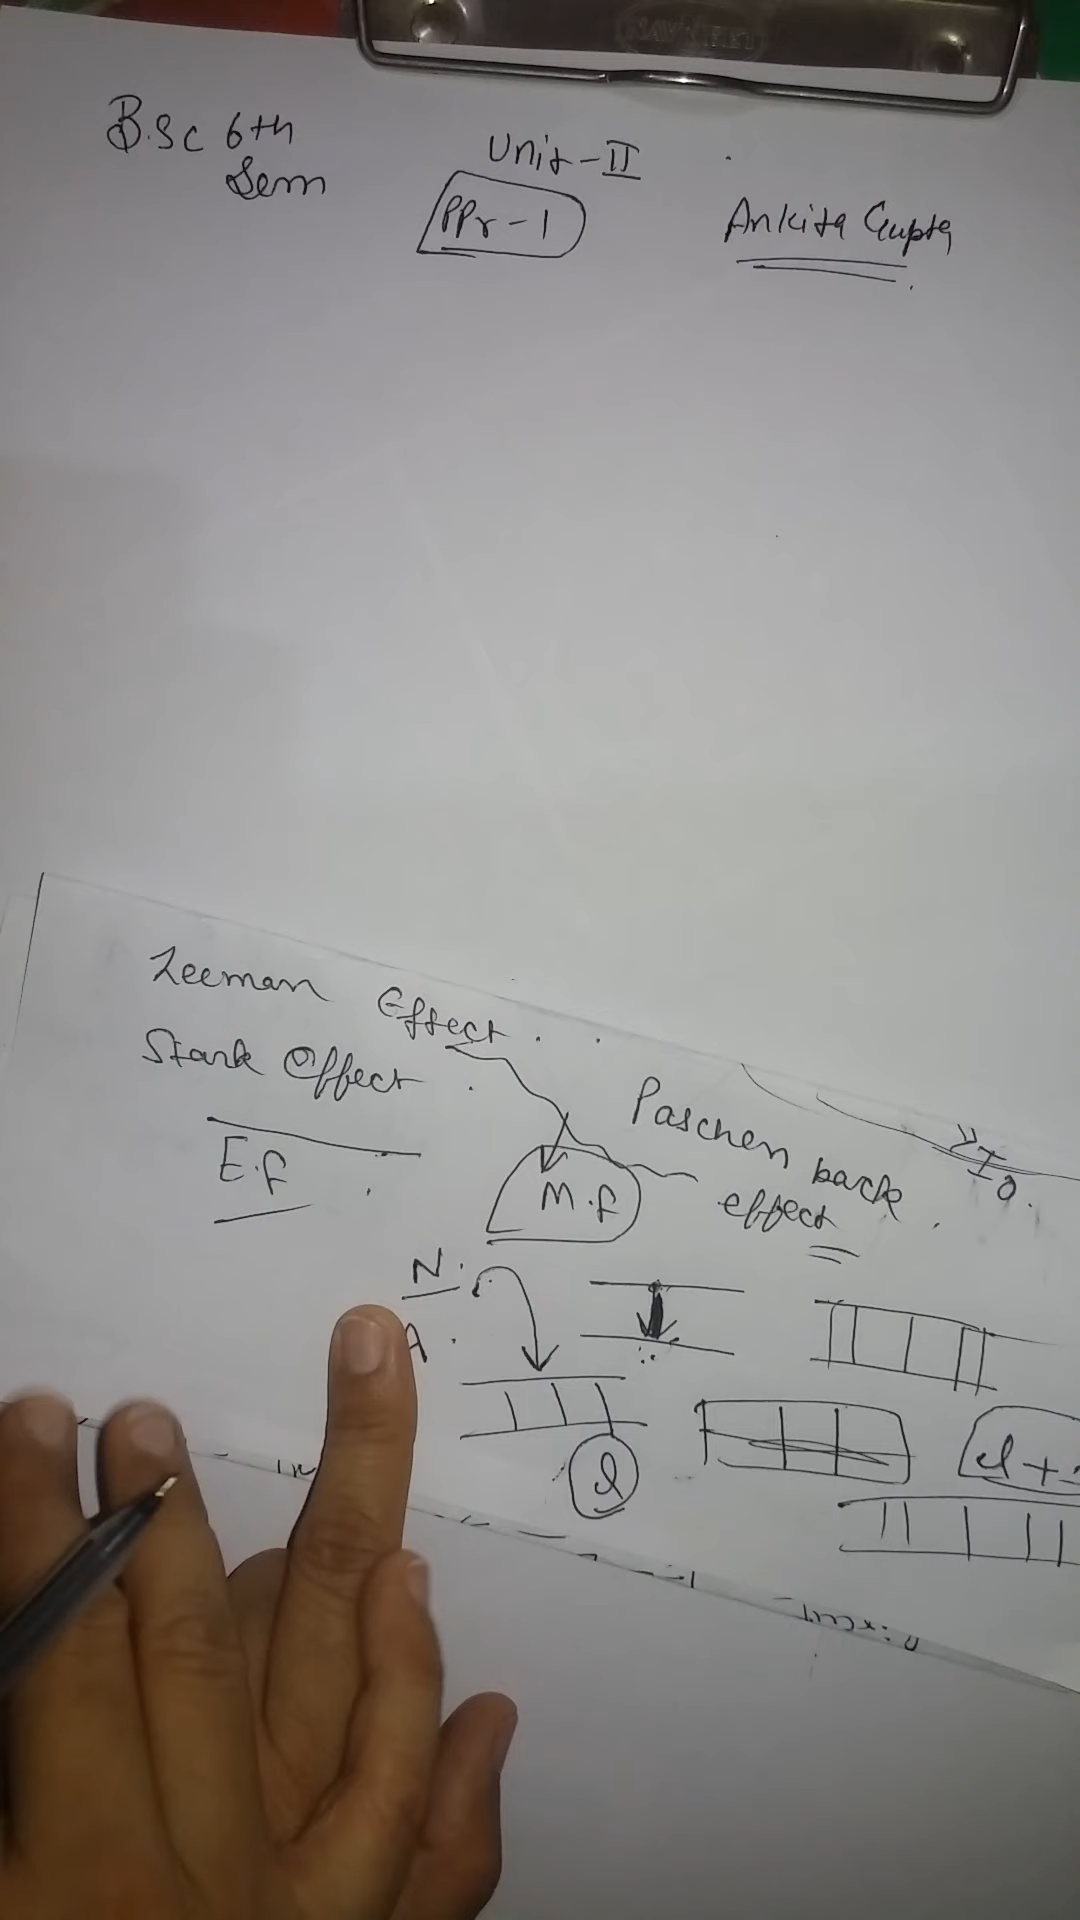 B.Sc 6th
Sem
Unit-II
PPr-1
Ankita Gupta
Zeeman Effect.
Stark Effect.
E.f
M.f
Paschen back
effect
N.
A.
l